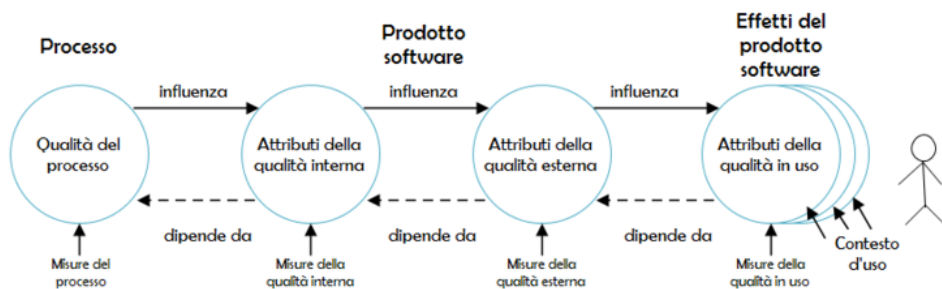 Processo
Prodotto
software
Effetti del
prodotto
software
influenza
influenza
influenza
Qualità del
processo
Attributi della
qualità interna
Attributi della
qualità esterna
Attributi della
qualità in uso
dipende da
dipende da
dipende da
Misure del
processo
Misure della
qualità interna
Misure della
qualità esterna
Misure della
qualità in uso
Contesto
d'uso